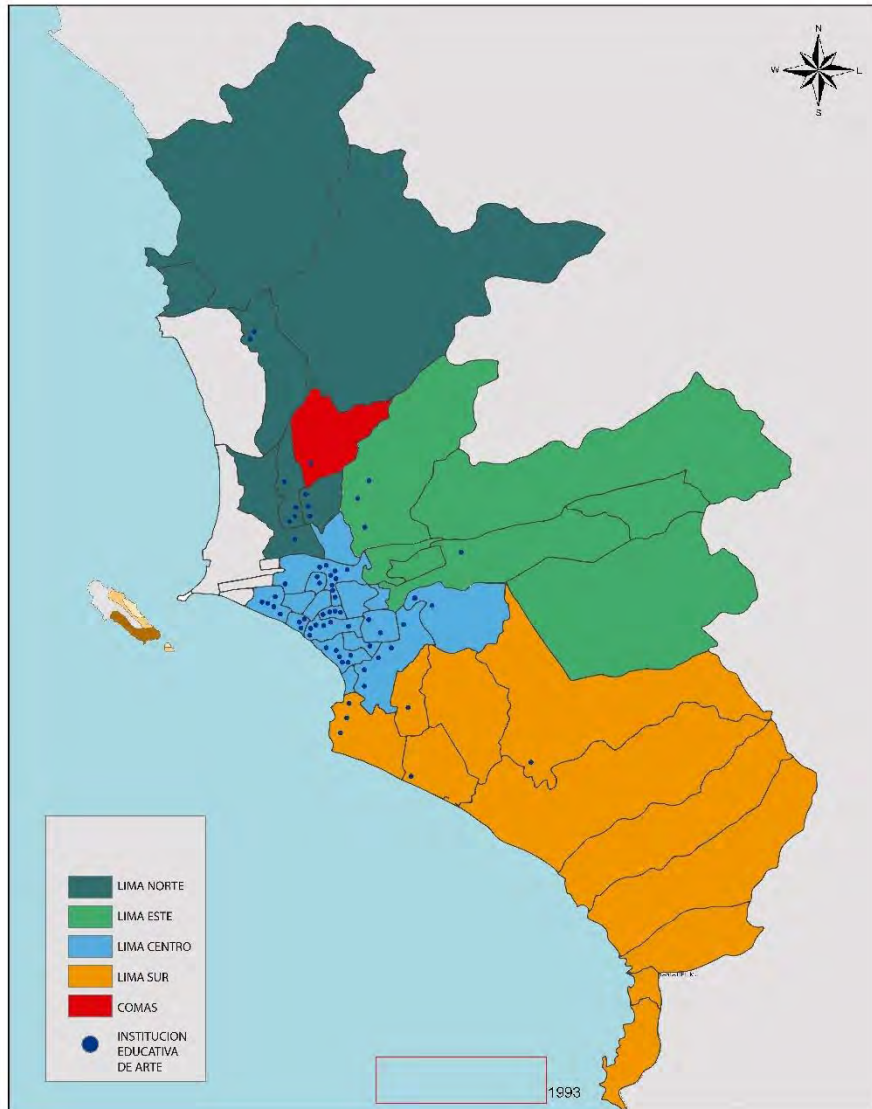 N
W
L
S
LIMA NORTE
LIMA ESTE
LIMA CENTRO
LIMA SUR
COMAS
INSTITUCION
EDUCATIVA
DE ARTE
1993